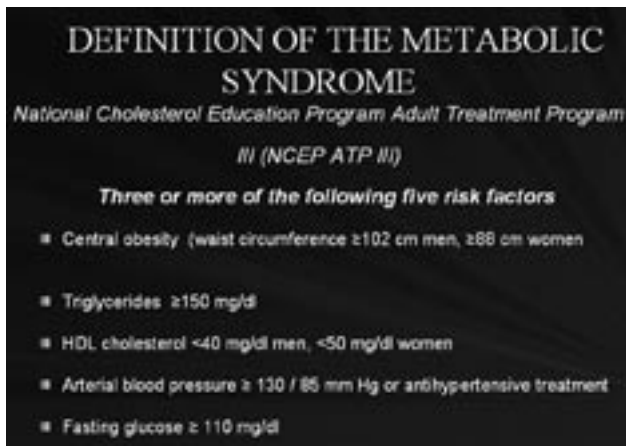 DEFINITION OF THE METABOLIC
SYNDROME
National Cholesterol Education Program Adult Treatment Program
III (NCEP ATP III)
Three or more of the following five risk factors
Central obesity (waist circumference ≥102 cm men, ≥88 cm women
Triglycerides ≥150 mg/dl
HDL cholesterol <40 mg/dl men, <50 mg/dl women
Arterial blood pressure ≥ 130 / 85 mm Hg or antihypertensive treatment
Fasting glucose ≥ 110 mg/dl